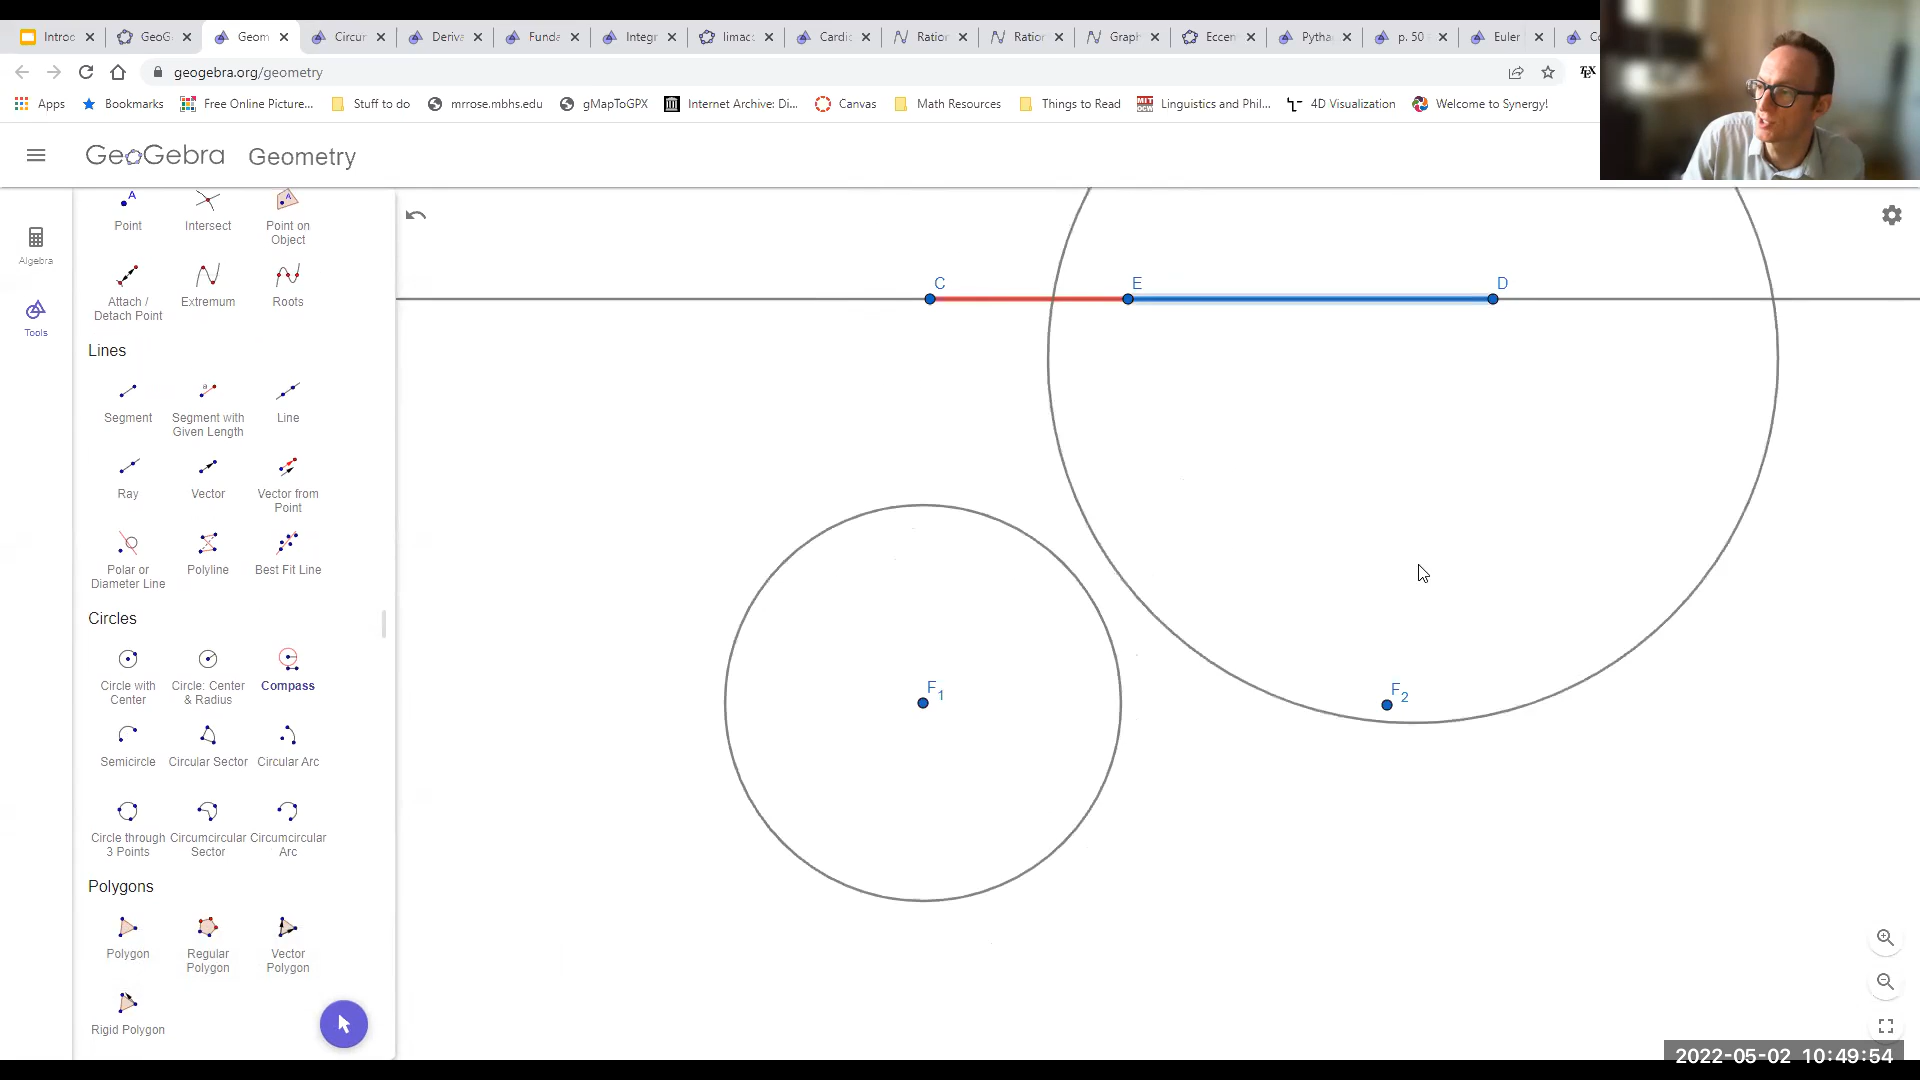 Introc
GeoG
Geom
Circur
Deriva
Funda
Integr
limac
Cardic
Ratior
Ratior
Graph
Eccen
Pytha
p. 50
Euler
Co
geogebra.org/geometry
TEX
Apps
Bookmarks
Free Online Picture...
Stuff to do
mrrose.mbhs.edu
gMapToGPX
Internet Archive: Di...
Canvas
Math Resources
Things to Read
Linguistics and Phil...
4D Visualization
Welcome to Synergy!
GeoGebra Geometry
Algebra
Tools
Point
Intersect
Point on
Object
Attach /
Detach Point
Extremum
Roots
Lines
Segment
Segment with
Given Length
Line
Ray
Vector
Vector from
Point
Polar or
Diameter Line
Polyline
Best Fit Line
Circles
Circle with
Center
Circle: Center
& Radius
Compass
Semicircle
Circular Sector
Circular Arc
Circle through
3 Points
Circumcircular
Sector
Circumcircular
Arc
Polygons
Polygon
Regular
Polygon
Vector
Polygon
Rigid Polygon
C
E
D
F1
F2
2022-05-02 10:49:54